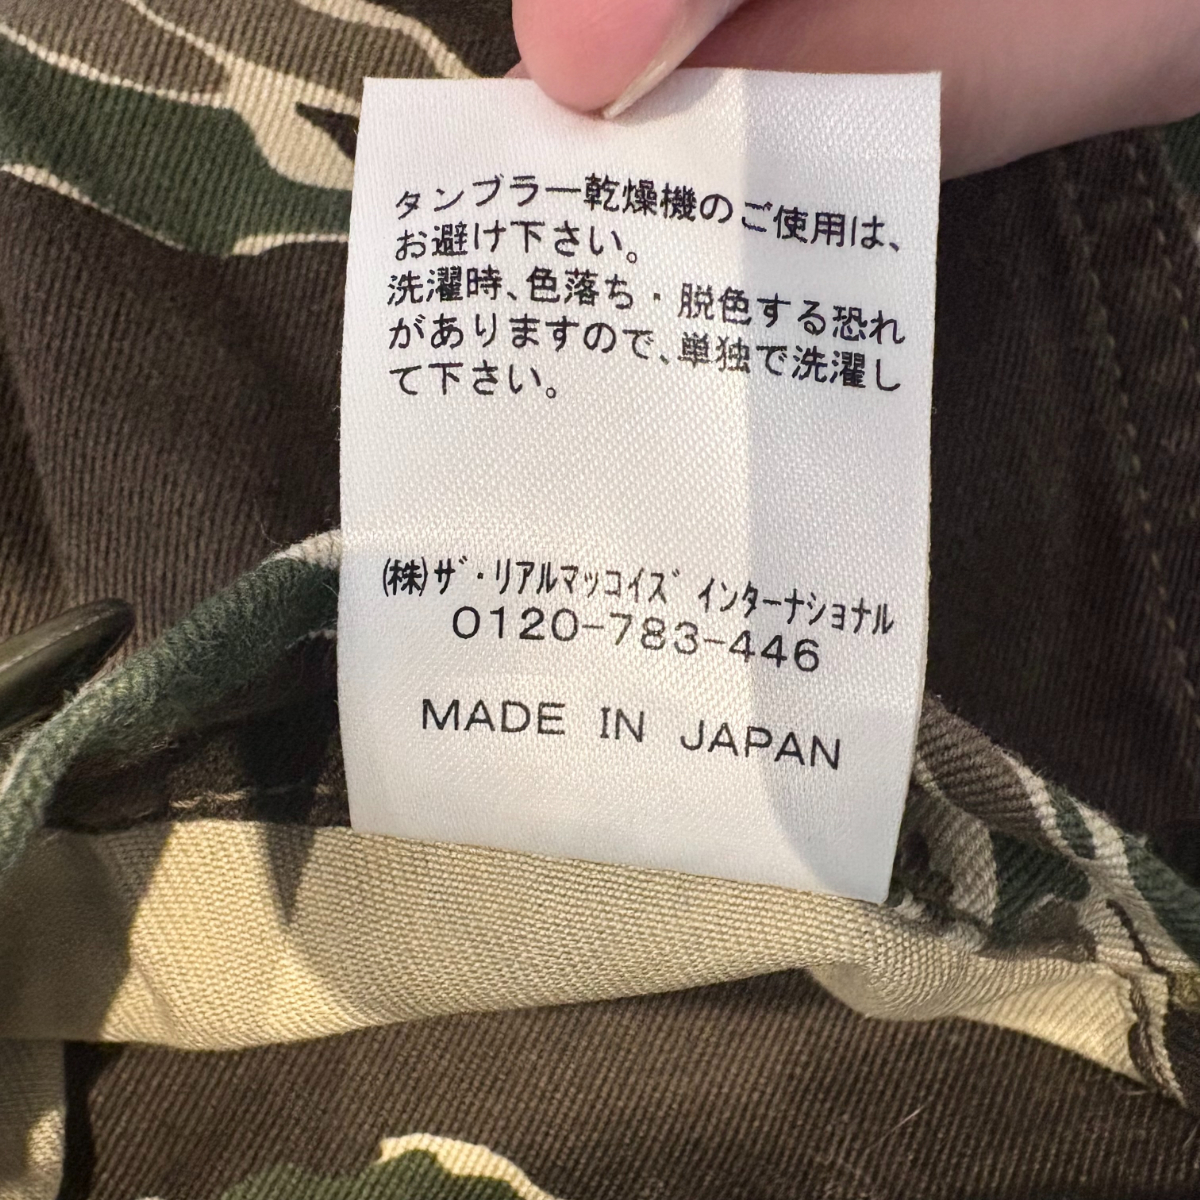 タンブラー乾燥機のご使用は、
お避け下さい。
洗濯時、色落ち・脱色する恐れ
がありますので、単独で洗濯し
て下さい。
㈱ｻﾞ・ﾘｱﾙﾏｯｺｲｽﾞ ｲﾝﾀｰﾅｼｮﾅﾙ
0120-783-446
MADE IN JAPAN